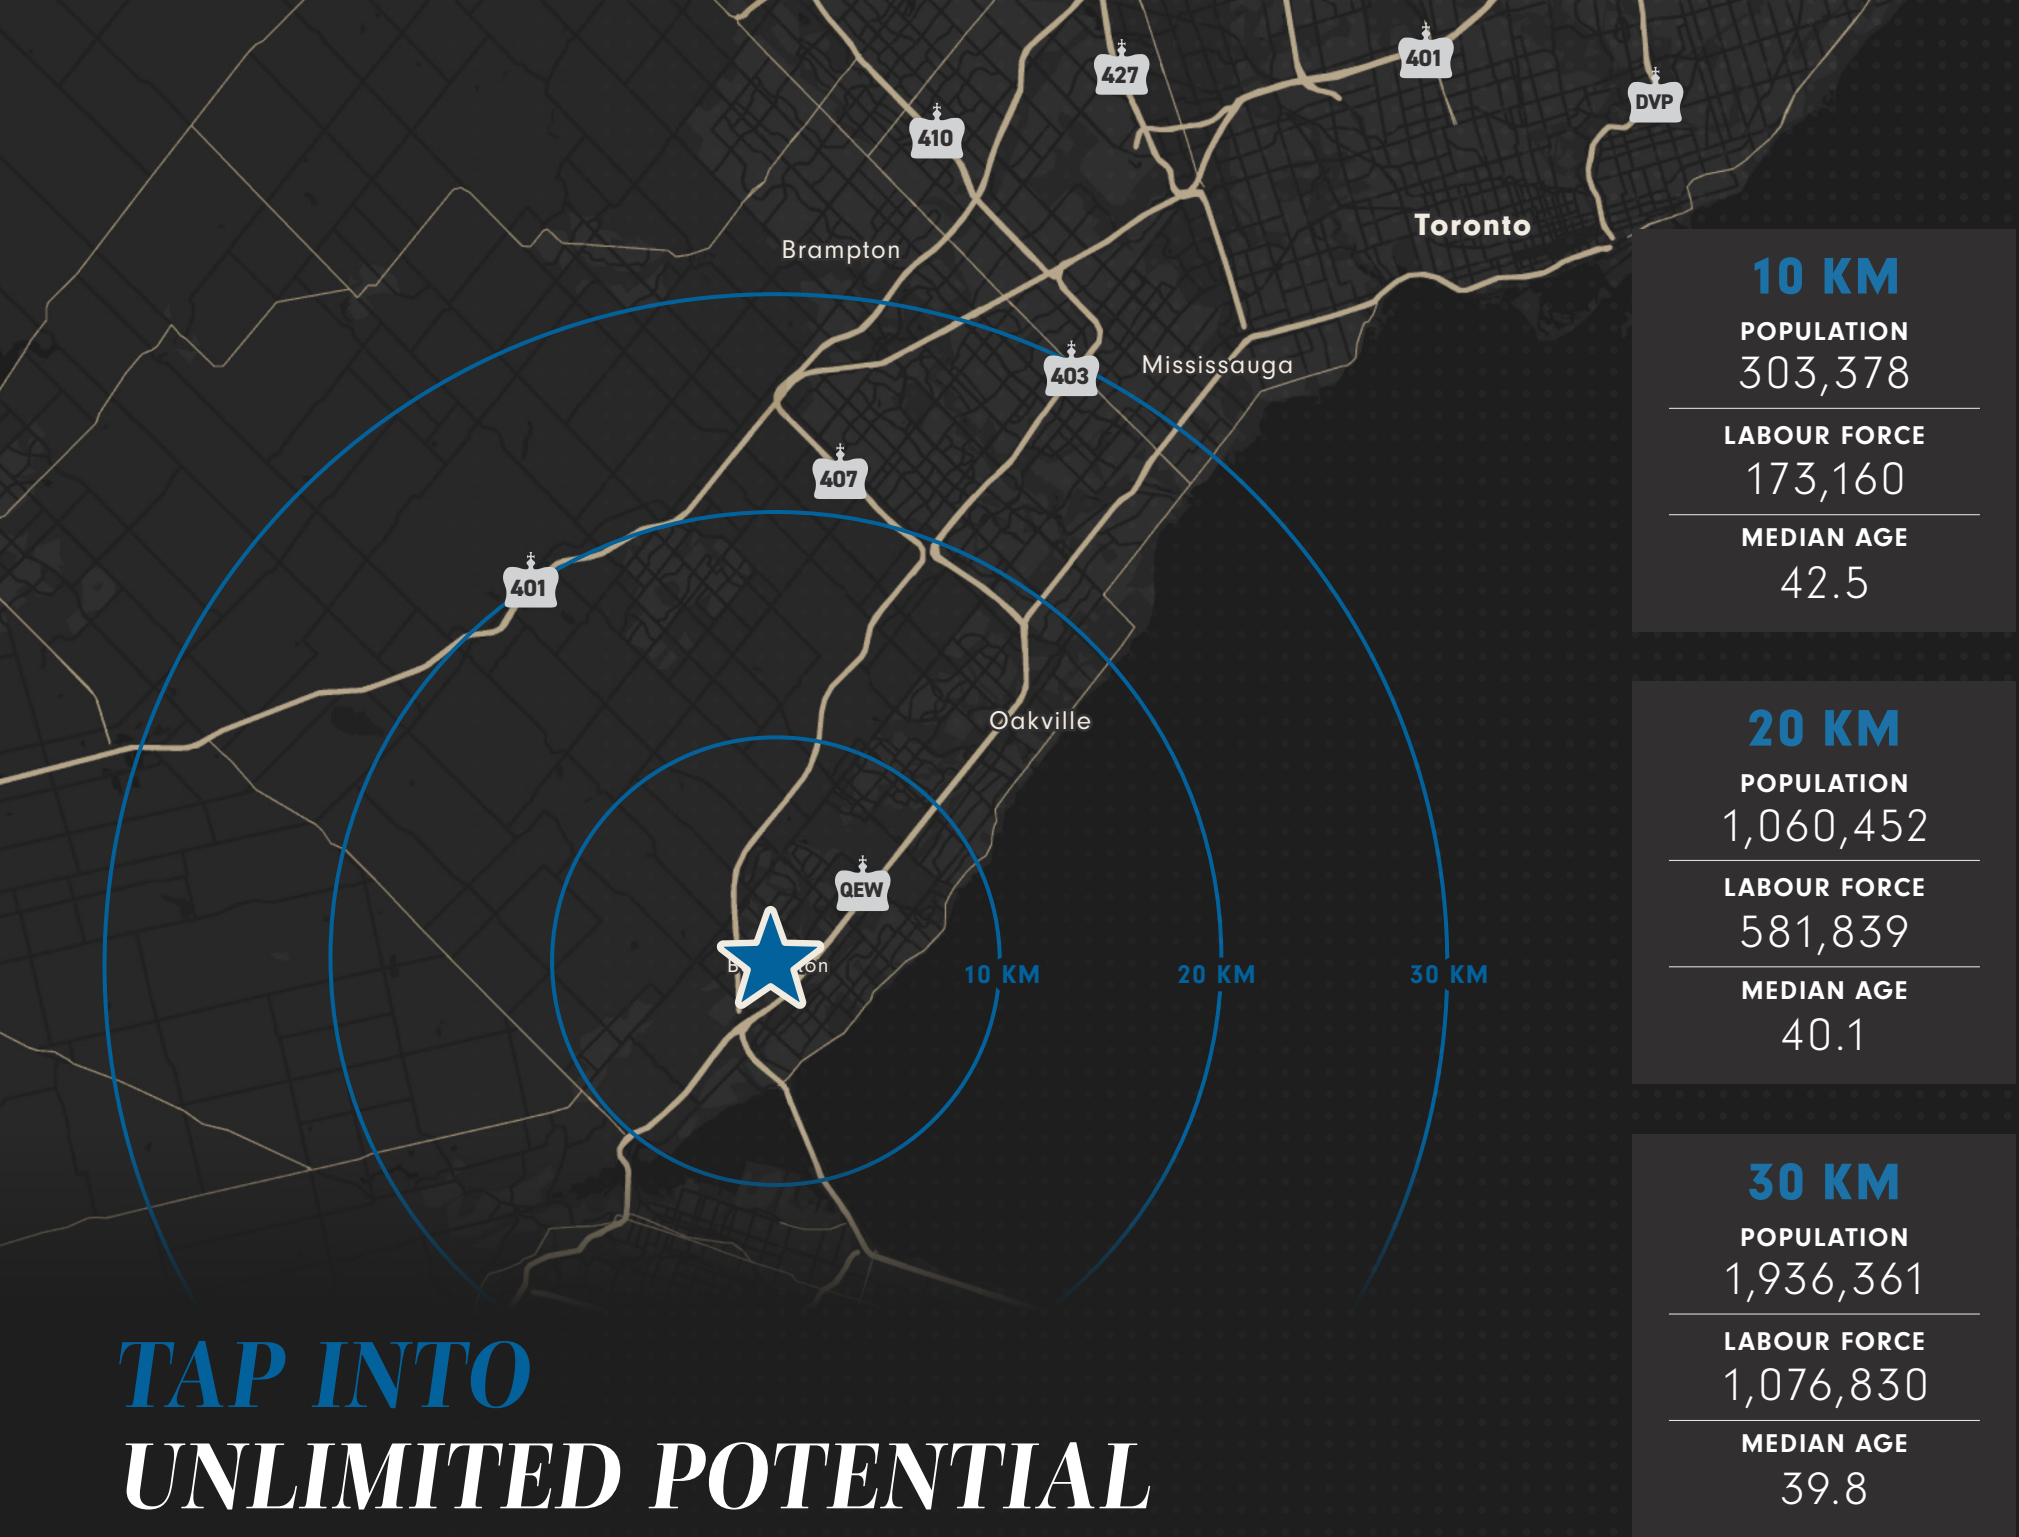 427
401
DVP
410
Toronto
Brampton
403
Mississauga
407
401
Oakville
QEW
10 KM
20 KM
30 KM
10 KM
POPULATION
303,378
LABOUR FORCE
173,160
MEDIAN AGE
42.5
20 KM
POPULATION
1,060,452
LABOUR FORCE
581,839
MEDIAN AGE
40.1
30 KM
POPULATION
1,936,361
LABOUR FORCE
1,076,830
MEDIAN AGE
39.8
TAP INTO
UNLIMITED POTENTIAL